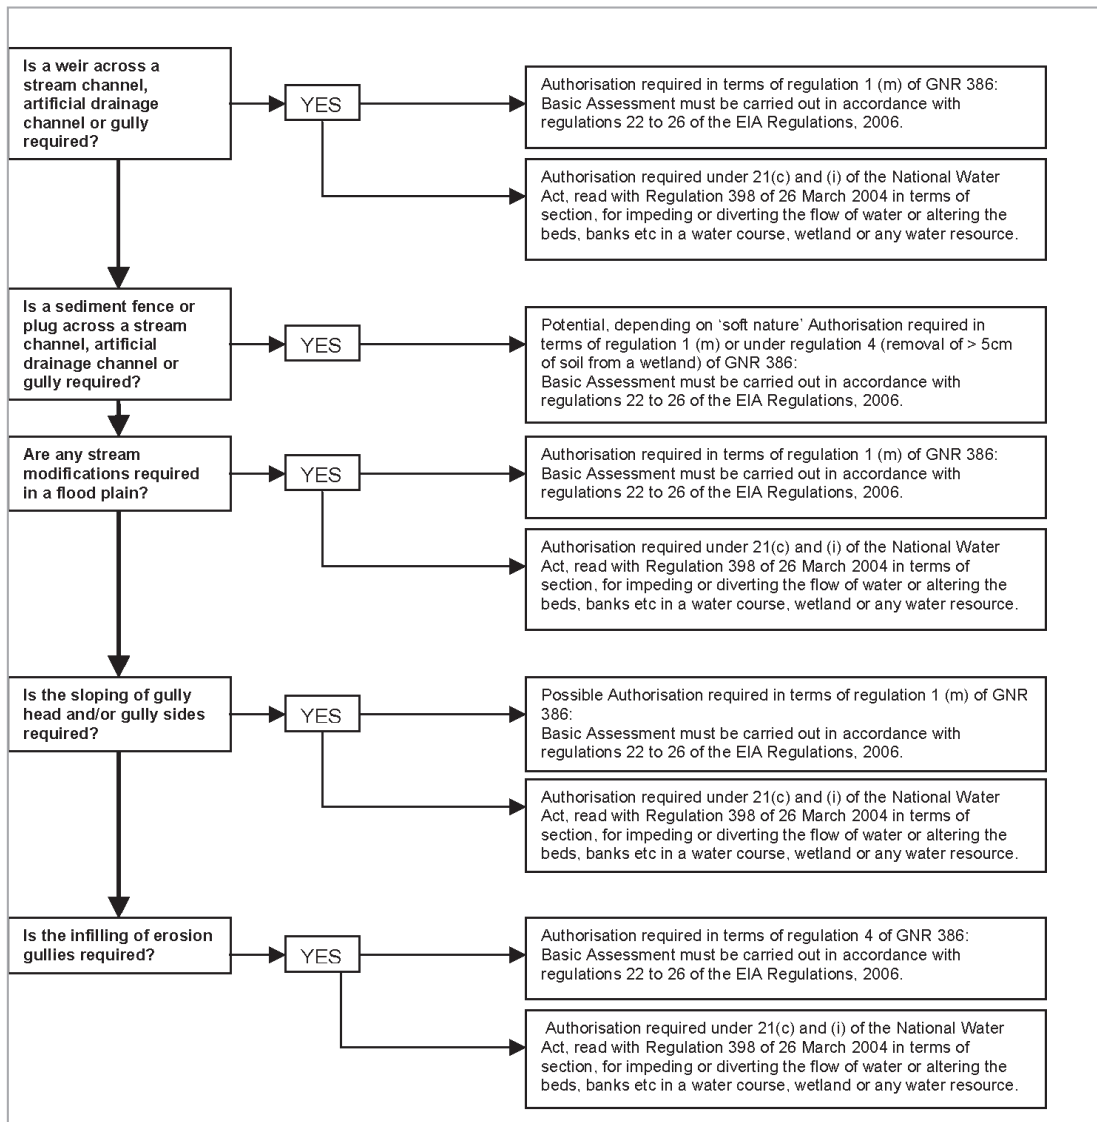 Is a weir across a
stream channel,
artificial drainage
channel or gully
required?
YES
Authorisation required in terms of regulation 1 (m) of GNR 386:
Basic Assessment must be carried out in accordance with
regulations 22 to 26 of the EIA Regulations, 2006.
Authorisation required under 21(c) and (i) of the National Water
Act, read with Regulation 398 of 26 March 2004 in terms of
section, for impeding or diverting the flow of water or altering the
beds, banks etc in a water course, wetland or any water resource.
Is a sediment fence or
plug across a stream
channel, artificial
drainage channel or
gully required?
YES
Potential, depending on ‘soft nature’ Authorisation required in
terms of regulation 1 (m) or under regulation 4 (removal of > 5cm
of soil from a wetland) of GNR 386:
Basic Assessment must be carried out in accordance with
regulations 22 to 26 of the EIA Regulations, 2006.
Are any stream
modifications required
in a flood plain?
YES
Authorisation required in terms of regulation 1 (m) of GNR 386:
Basic Assessment must be carried out in accordance with
regulations 22 to 26 of the EIA Regulations, 2006.
Authorisation required under 21(c) and (i) of the National Water
Act, read with Regulation 398 of 26 March 2004 in terms of
section, for impeding or diverting the flow of water or altering the
beds, banks etc in a water course, wetland or any water resource.
Is the sloping of gully
head and/or gully sides
required?
YES
Possible Authorisation required in terms of regulation 1 (m) of GNR
386:
Basic Assessment must be carried out in accordance with
regulations 22 to 26 of the EIA Regulations, 2006.
Authorisation required under 21(c) and (i) of the National Water
Act, read with Regulation 398 of 26 March 2004 in terms of
section, for impeding or diverting the flow of water or altering the
beds, banks etc in a water course, wetland or any water resource.
Is the infilling of erosion
gullies required?
YES
Authorisation required in terms of regulation 4 of GNR 386:
Basic Assessment must be carried out in accordance with
regulations 22 to 26 of the EIA Regulations, 2006.
Authorisation required under 21(c) and (i) of the National Water
Act, read with Regulation 398 of 26 March 2004 in terms of
section, for impeding or diverting the flow of water or altering the
beds, banks etc in a water course, wetland or any water resource.